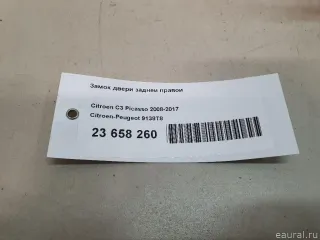 Замок двери задней правой
Citroen C3 Picasso 2008-2017
Citroen-Peugeot 9138T8
23 658 260
eaural.ru